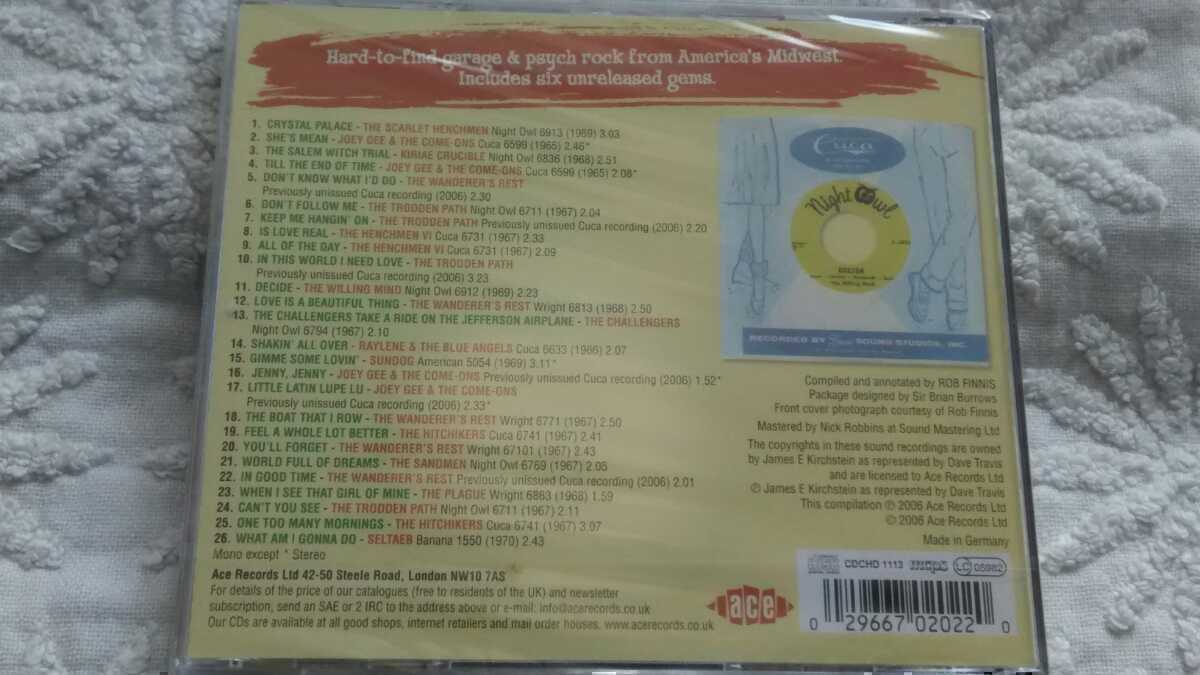 Hard-to-find garage & psych rock from America's Midwest.
Includes six unreleased gems.
1. CRYSTAL PALACE - THE SCARLET HENCHMEN Night Owl 6913 (1969) 3.03
2. SHE'S MEAN - JOEY GEE & THE COME-ONS Cuca 6599 (1965) 2.46*
3. THE SALEM WITCH TRIAL - KIRIAE CRUCIBLE Night Owl 6836 (1968) 2.51
4. TILL THE END OF TIME - JOEY GEE & THE COME-ONS Cuca 6599 (1965) 2.08*
5. DON'T KNOW WHAT I'D DO - THE WANDERER'S REST
Previously unissued Cuca recording (2006) 2.30
6. DON'T FOLLOW ME - THE TRODDEN PATH Night Owl 6711 (1967) 2.04
7. KEEP ME HANGIN' ON - THE TRODDEN PATH Previously unissued Cuca recording (2006) 2.20
8. IS LOVE REAL - THE HENCHMEN VI Cuca 6731 (1967) 2.33
9. ALL OF THE DAY - THE HENCHMEN VI Cuca 6731 (1967) 2.09
10. IN THIS WORLD I NEED LOVE - THE TRODDEN PATH
Previously unissued Cuca recording (2006) 3.23
11. DECIDE - THE WILLING MIND Night Owl 6912 (1969) 2.23
12. LOVE IS A BEAUTIFUL THING - THE WANDERER'S REST Wright 6813 (1968) 2.50
13. THE CHALLENGERS TAKE A RIDE ON THE JEFFERSON AIRPLANE - THE CHALLENGERS
Night Owl 6794 (1967) 2.10
14. SHAKIN' ALL OVER - RAYLENE & THE BLUE ANGELS Cuca 6633 (1966) 2.07
15. GIMME SOME LOVIN' - SUNDOG American 5054 (1969) 3.11*
16. JENNY, JENNY - JOEY GEE & THE COME-ONS Previously unissued Cuca recording (2006) 1.52*
17. LITTLE LATIN LUPE LU - JOEY GEE & THE COME-ONS
Previously unissued Cuca recording (2006) 2.33*
18. THE BOAT THAT I ROW - THE WANDERER'S REST Wright 6771 (1967) 2.50
19. FEEL A WHOLE LOT BETTER - THE HITCHIKERS Cuca 6741 (1967) 2.41
20. YOU'LL FORGET - THE WANDERER'S REST Wright 67101 (1967) 2.43
21. WORLD FULL OF DREAMS - THE SANDMEN Night Owl 6769 (1967) 2.05
22. IN GOOD TIME - THE WANDERER'S REST Previously unissued Cuca recording (2006) 2.01
23. WHEN I SEE THAT GIRL OF MINE - THE PLAGUE Wright 6863 (1968) 1.59
24. CAN'T YOU SEE - THE TRODDEN PATH Night Owl 6711 (1967) 2.11
25. ONE TOO MANY MORNINGS - THE HITCHIKERS Cuca 6741 (1967) 3.07
26. WHAT AM I GONNA DO - SELTAEB Banana 1550 (1970) 2.43
Mono except * Stereo
Ace Records Ltd 42-50 Steele Road, London NW10 7AS
For details of the price of our catalogues (free to residents of the UK) and newsletter
subscription, send an SAE or 2 IRC to the address above or e-mail: info@acerecords.co.uk
Our CDs are available at all good shops, internet retailers and mail order houses. www.acerecords.co.uk
Cuca
Night Owl
DECIDE
The Willing Mind
RECORDED BY SOUND STUDIOS, INC.
Compiled and annotated by ROB FINNIS
Package designed by Sir Brian Burrows
Front cover photograph courtesy of Rob Finnis
Mastered by Nick Robbins at Sound Mastering Ltd
The copyrights in these sound recordings are owned
by James E Kirchstein as represented by Dave Travis
and are licensed to Ace Records Ltd
℗ James E Kirchstein as represented by Dave Travis
This compilation ℗ 2006 Ace Records Ltd
© 2006 Ace Records Ltd
Made in Germany
CDCHD 1113 mcps LC 05982
ace
0 29667 02022 0